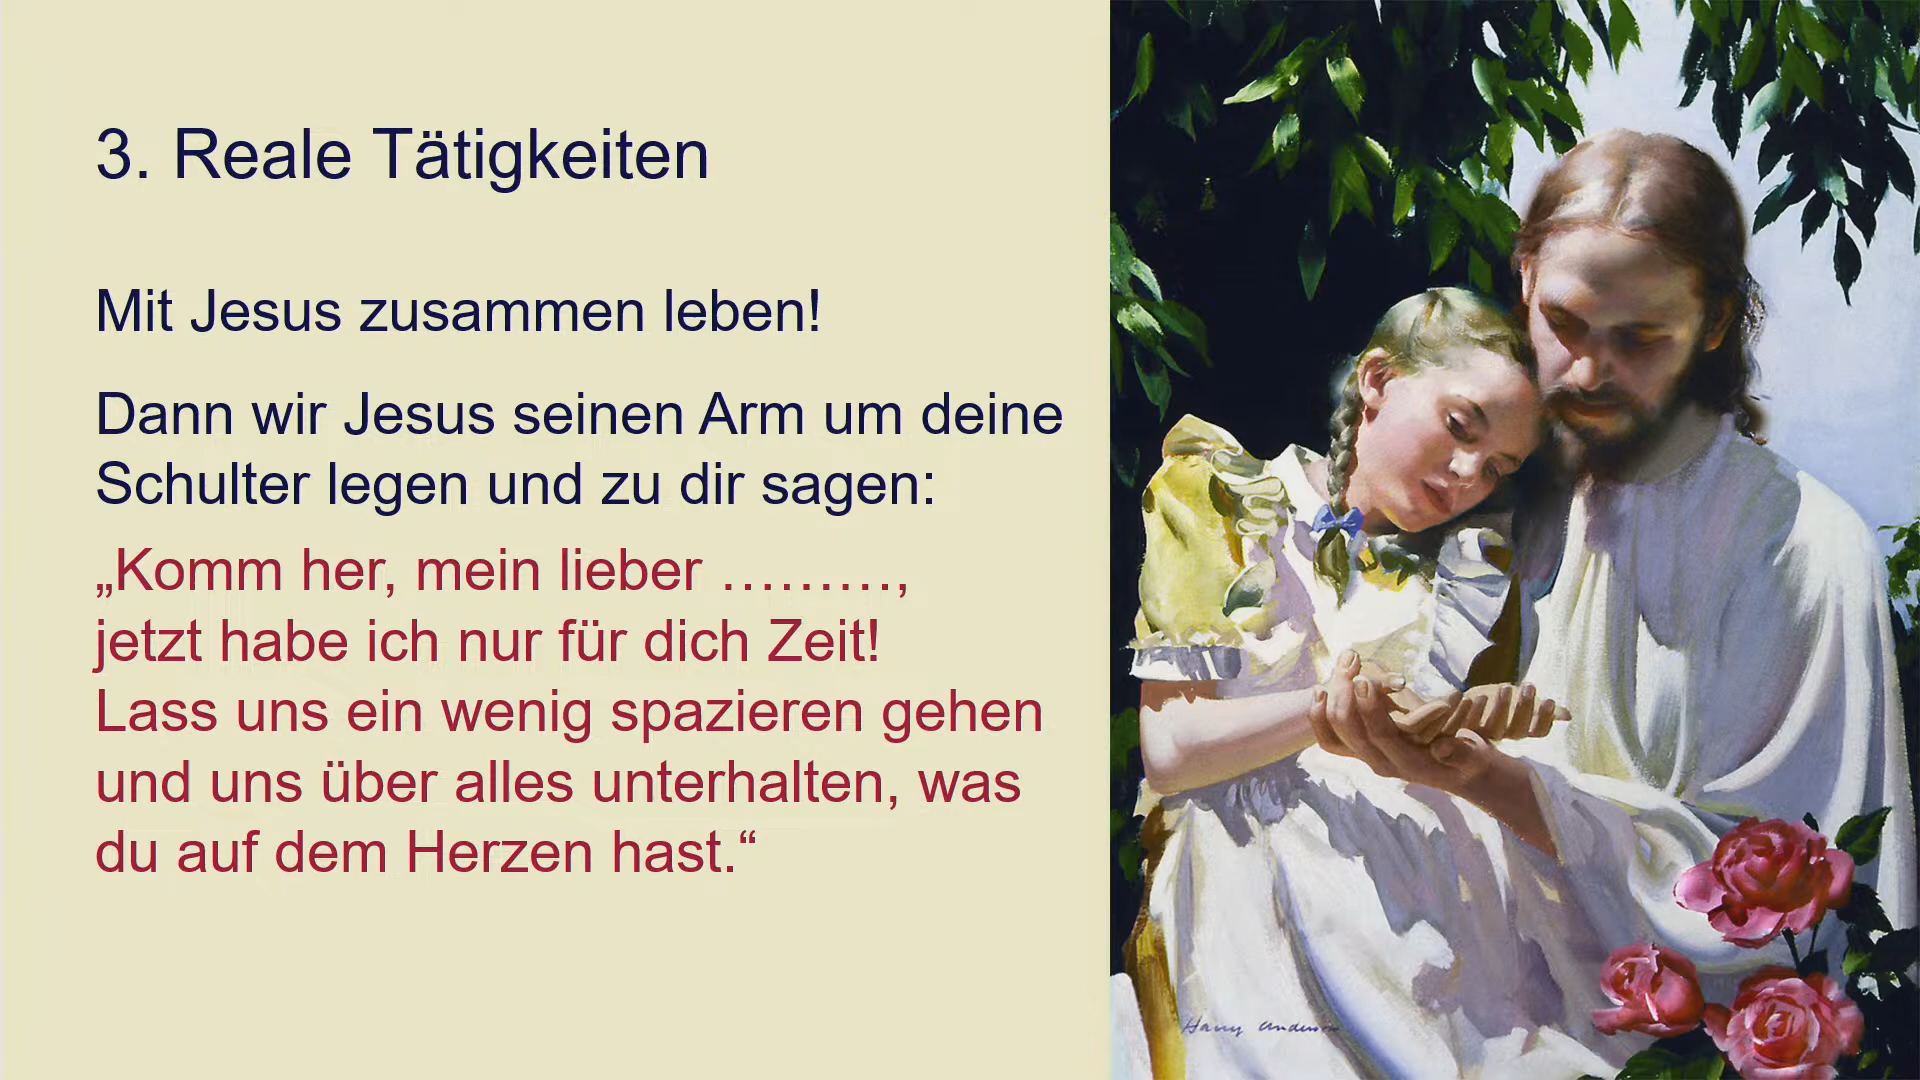 3. Reale Tätigkeiten
Mit Jesus zusammen leben!
Dann wir Jesus seinen Arm um deine
Schulter legen und zu dir sagen:
„Komm her, mein lieber ………,
jetzt habe ich nur für dich Zeit!
Lass uns ein wenig spazieren gehen
und uns über alles unterhalten, was
du auf dem Herzen hast.“
Harry Anderson